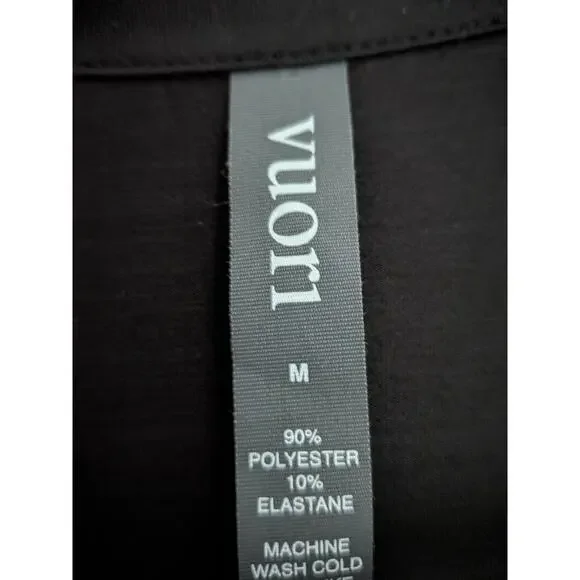 vuori
M
90%
POLYESTER
10%
ELASTANE
MACHINE
WASH COLD